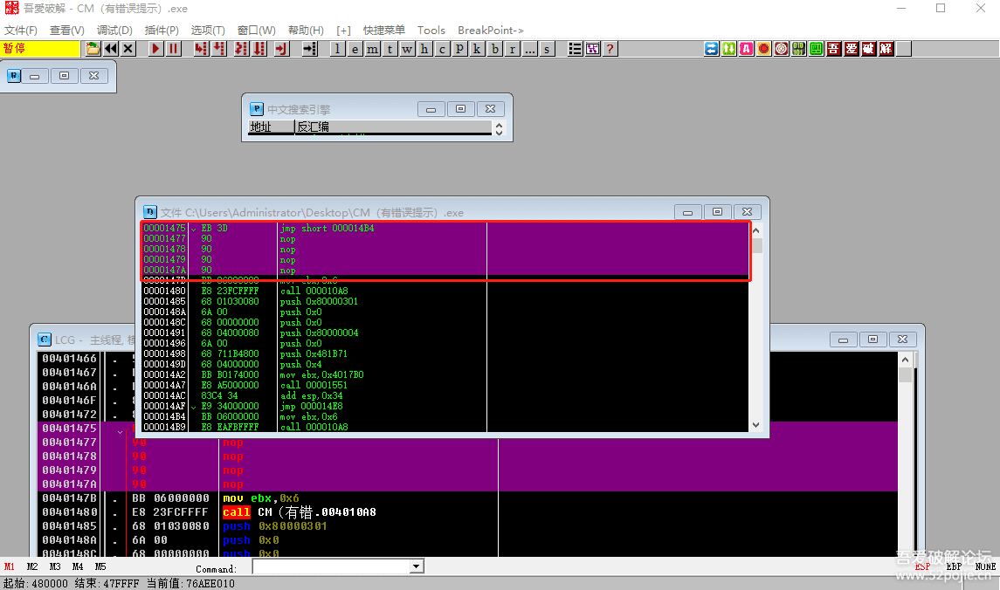 吾爱破解 - CM（有错误提示）.exe
文件(F) 查看(V) 调试(D) 插件(P) 选项(T) 窗口(W) 帮助(H) [+] 快捷菜单 Tools BreakPoint->
暂停 l e m t w h c p k b r ... s ? 吾 爱 破 解
中文搜索引擎
地址 反汇编
文件 C:\Users\Administrator\Desktop\CM（有错误提示）.exe
00001475 EB 3D jmp short 000014B4
00001477 90 nop
00001478 90 nop
00001479 90 nop
0000147A 90 nop
0000147B BB 06000000 mov ebx,0x6
00001480 E8 23FCFFFF call 000010A8
00001485 68 01030080 push 0x80000301
0000148A 6A 00 push 0x0
0000148C 68 00000000 push 0x0
00001491 68 04000080 push 0x80000004
00001496 6A 00 push 0x0
00001498 68 711B4800 push 0x481B71
0000149D 68 04000000 push 0x4
000014A2 BB B0174000 mov ebx,0x4017B0
000014A7 E8 A5000000 call 00001551
000014AC 83C4 34 add esp,0x34
000014AF E9 34000000 jmp 000014E8
000014B4 BB 06000000 mov ebx,0x6
000014B9 E8 EAFBFFFF call 000010A8
LCG - 主线程, 模
00401466
00401467
0040146A
0040146F
00401472
00401475
00401477 90 nop
00401478 90 nop
00401479 90 nop
0040147A 90 nop
0040147B BB 06000000 mov ebx,0x6
00401480 E8 23FCFFFF call CM（有错.004010A8
00401485 68 01030080 push 0x80000301
0040148A 6A 00 push 0x0
0040148C 68 00000000 push 0x0
M1 M2 M3 M4 M5 Command: ESP EBP NONE
起始:480000 结束:47FFFF 当前值:76AEE010
吾爱破解论坛
www.52pojie.cn